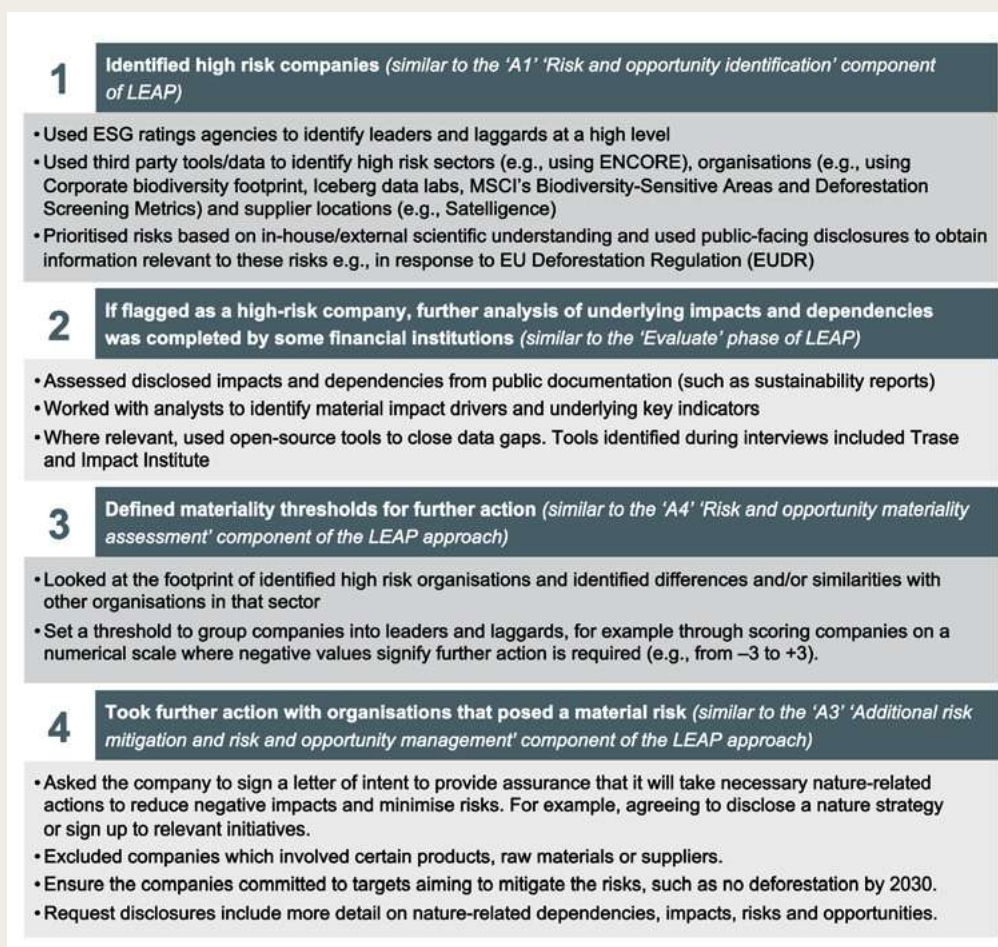 1
Identified high risk companies (similar to the ‘A1’ ‘Risk and opportunity identification’ component
of LEAP)
• Used ESG ratings agencies to identify leaders and laggards at a high level
• Used third party tools/data to identify high risk sectors (e.g., using ENCORE), organisations (e.g., using
Corporate biodiversity footprint, Iceberg data labs, MSCI’s Biodiversity-Sensitive Areas and Deforestation
Screening Metrics) and supplier locations (e.g., Satelligence)
• Prioritised risks based on in-house/external scientific understanding and used public-facing disclosures to obtain
information relevant to these risks e.g., in response to EU Deforestation Regulation (EUDR)
2
If flagged as a high-risk company, further analysis of underlying impacts and dependencies
was completed by some financial institutions (similar to the ‘Evaluate’ phase of LEAP)
• Assessed disclosed impacts and dependencies from public documentation (such as sustainability reports)
• Worked with analysts to identify material impact drivers and underlying key indicators
• Where relevant, used open-source tools to close data gaps. Tools identified during interviews included Trase
and Impact Institute
3
Defined materiality thresholds for further action (similar to the ‘A4’ ‘Risk and opportunity materiality
assessment’ component of the LEAP approach)
• Looked at the footprint of identified high risk organisations and identified differences and/or similarities with
other organisations in that sector
• Set a threshold to group companies into leaders and laggards, for example through scoring companies on a
numerical scale where negative values signify further action is required (e.g., from –3 to +3).
4
Took further action with organisations that posed a material risk (similar to the ‘A3’ ‘Additional risk
mitigation and risk and opportunity management’ component of the LEAP approach)
• Asked the company to sign a letter of intent to provide assurance that it will take necessary nature-related
actions to reduce negative impacts and minimise risks. For example, agreeing to disclose a nature strategy
or sign up to relevant initiatives.
• Excluded companies which involved certain products, raw materials or suppliers.
• Ensure the companies committed to targets aiming to mitigate the risks, such as no deforestation by 2030.
• Request disclosures include more detail on nature-related dependencies, impacts, risks and opportunities.